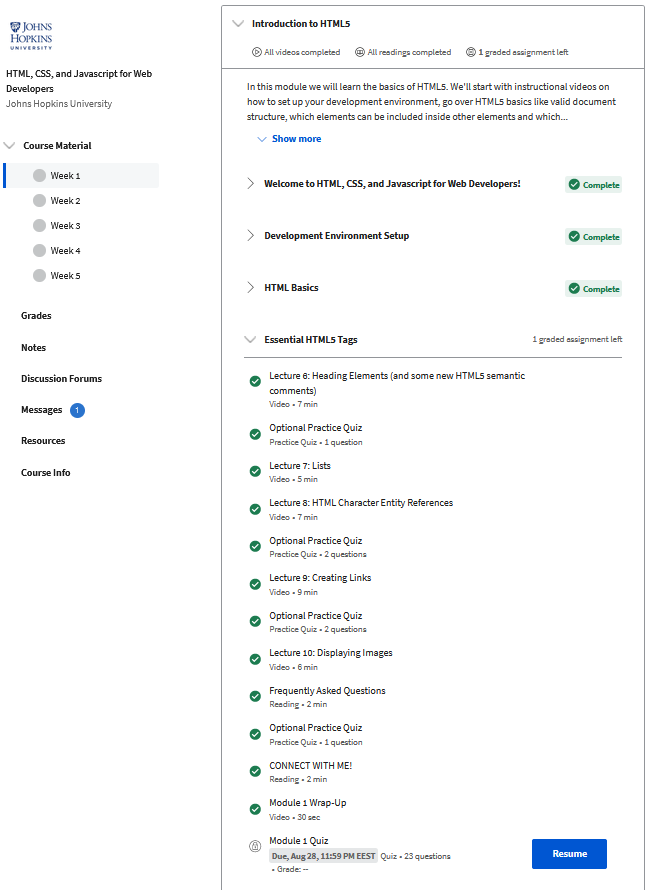 JOHNS
HOPKINS
UNIVERSITY
HTML, CSS, and Javascript for Web
Developers
Johns Hopkins University
Course Material
Week 1
Week 2
Week 3
Week 4
Week 5
Grades
Notes
Discussion Forums
Messages 1
Resources
Course Info
Introduction to HTML5
All videos completed All readings completed 1 graded assignment left
In this module we will learn the basics of HTML5. We'll start with instructional videos on
how to set up your development environment, go over HTML5 basics like valid document
structure, which elements can be included inside other elements and which...
Show more
Welcome to HTML, CSS, and Javascript for Web Developers! Complete
Development Environment Setup Complete
HTML Basics Complete
Essential HTML5 Tags 1 graded assignment left
Lecture 6: Heading Elements (and some new HTML5 semantic
comments)
Video • 7 min
Optional Practice Quiz
Practice Quiz • 1 question
Lecture 7: Lists
Video • 5 min
Lecture 8: HTML Character Entity References
Video • 7 min
Optional Practice Quiz
Practice Quiz • 2 questions
Lecture 9: Creating Links
Video • 9 min
Optional Practice Quiz
Practice Quiz • 2 questions
Lecture 10: Displaying Images
Video • 6 min
Frequently Asked Questions
Reading • 2 min
Optional Practice Quiz
Practice Quiz • 1 question
CONNECT WITH ME!
Reading • 2 min
Module 1 Wrap-Up
Video • 30 sec
Module 1 Quiz
Due, Aug 28, 11:59 PM EEST Quiz • 23 questions
• Grade: --
Resume